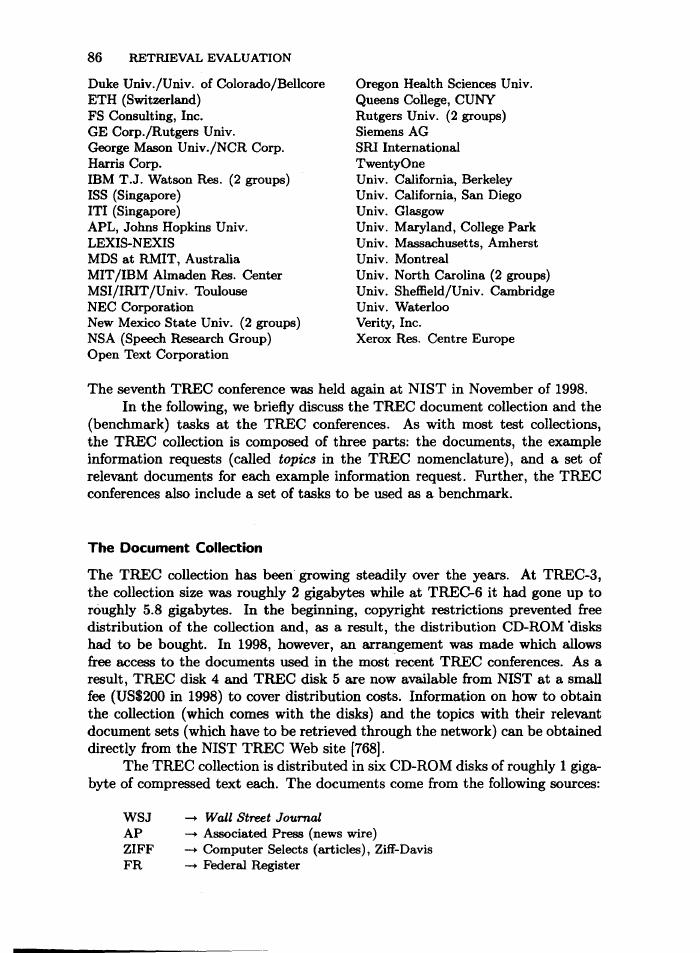 86 RETRIEVAL EVALUATION
Duke Univ./Univ. of Colorado/Bellcore
ETH (Switzerland)
FS Consulting, Inc.
GE Corp./Rutgers Univ.
George Mason Univ./NCR Corp.
Harris Corp.
IBM T.J. Watson Res. (2 groups)
ISS (Singapore)
ITI (Singapore)
APL, Johns Hopkins Univ.
LEXIS-NEXIS
MDS at RMIT, Australia
MIT/IBM Almaden Res. Center
MSI/IRIT/Univ. Toulouse
NEC Corporation
New Mexico State Univ. (2 groups)
NSA (Speech Research Group)
Open Text Corporation
Oregon Health Sciences Univ.
Queens College, CUNY
Rutgers Univ. (2 groups)
Siemens AG
SRI International
TwentyOne
Univ. California, Berkeley
Univ. California, San Diego
Univ. Glasgow
Univ. Maryland, College Park
Univ. Massachusetts, Amherst
Univ. Montreal
Univ. North Carolina (2 groups)
Univ. Sheffield/Univ. Cambridge
Univ. Waterloo
Verity, Inc.
Xerox Res. Centre Europe
The seventh TREC conference was held again at NIST in November of 1998.
In the following, we briefly discuss the TREC document collection and the
(benchmark) tasks at the TREC conferences. As with most test collections,
the TREC collection is composed of three parts: the documents, the example
information requests (called topics in the TREC nomenclature), and a set of
relevant documents for each example information request. Further, the TREC
conferences also include a set of tasks to be used as a benchmark.
The Document Collection
The TREC collection has been growing steadily over the years. At TREC-3,
the collection size was roughly 2 gigabytes while at TREC-6 it had gone up to
roughly 5.8 gigabytes. In the beginning, copyright restrictions prevented free
distribution of the collection and, as a result, the distribution CD-ROM disks
had to be bought. In 1998, however, an arrangement was made which allows
free access to the documents used in the most recent TREC conferences. As a
result, TREC disk 4 and TREC disk 5 are now available from NIST at a small
fee (US$200 in 1998) to cover distribution costs. Information on how to obtain
the collection (which comes with the disks) and the topics with their relevant
document sets (which have to be retrieved through the network) can be obtained
directly from the NIST TREC Web site [768].
The TREC collection is distributed in six CD-ROM disks of roughly 1 giga-
byte of compressed text each. The documents come from the following sources:
WSJ → Wall Street Journal
AP → Associated Press (news wire)
ZIFF → Computer Selects (articles), Ziff-Davis
FR → Federal Register